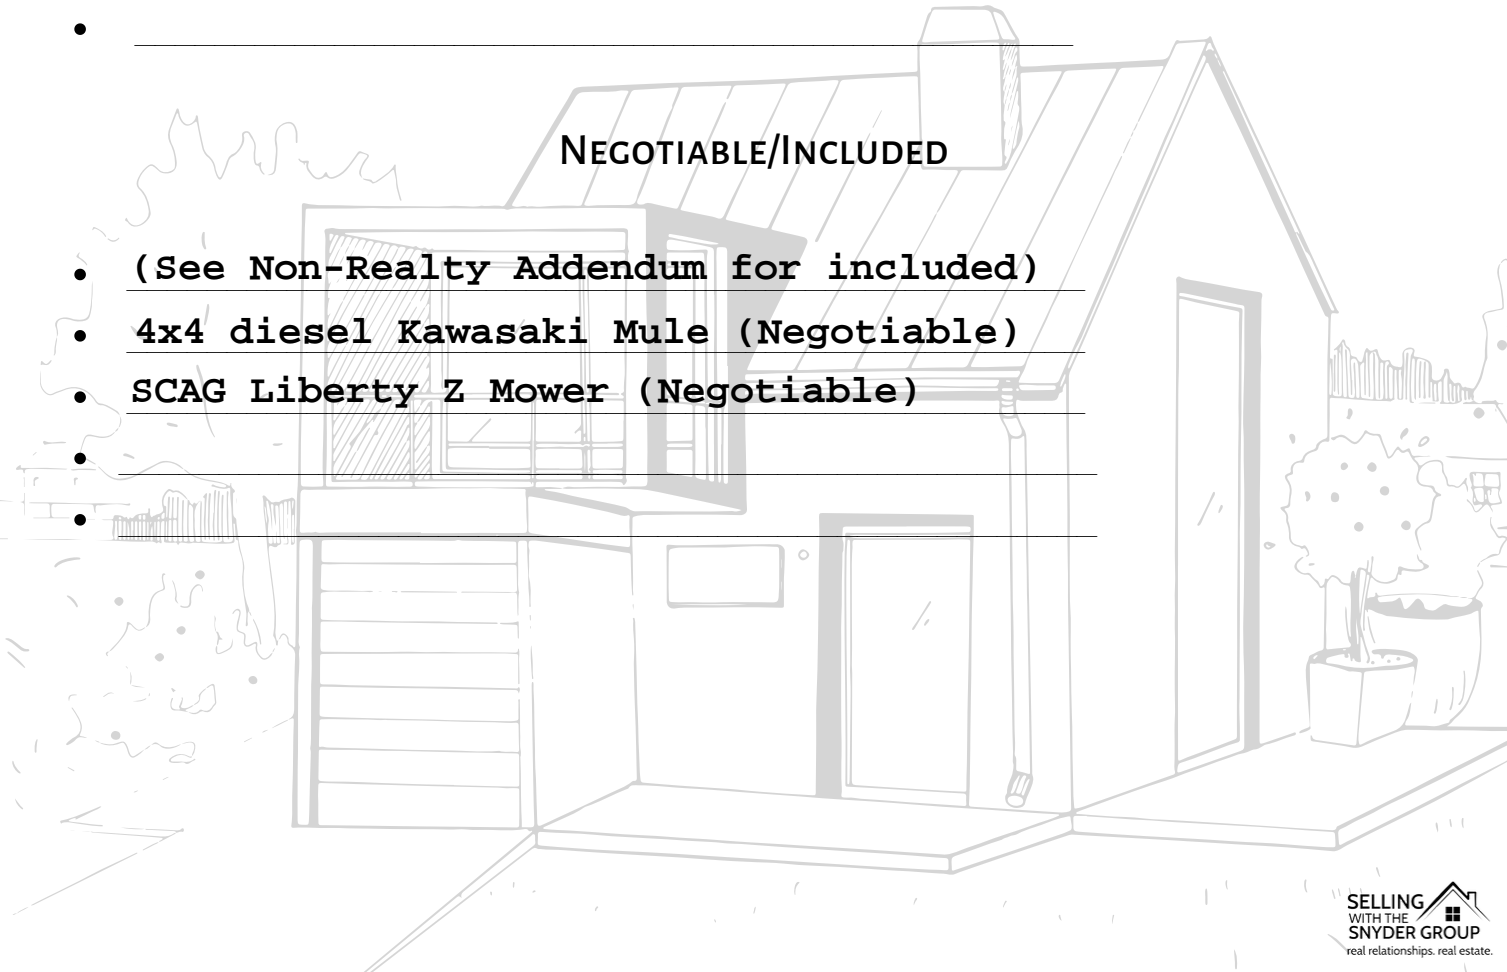 Negotiable/Included
(See Non-Realty Addendum for included)
4x4 diesel Kawasaki Mule (Negotiable)
SCAG Liberty Z Mower (Negotiable)
SELLING
WITH THE
SNYDER GROUP
real relationships. real estate.